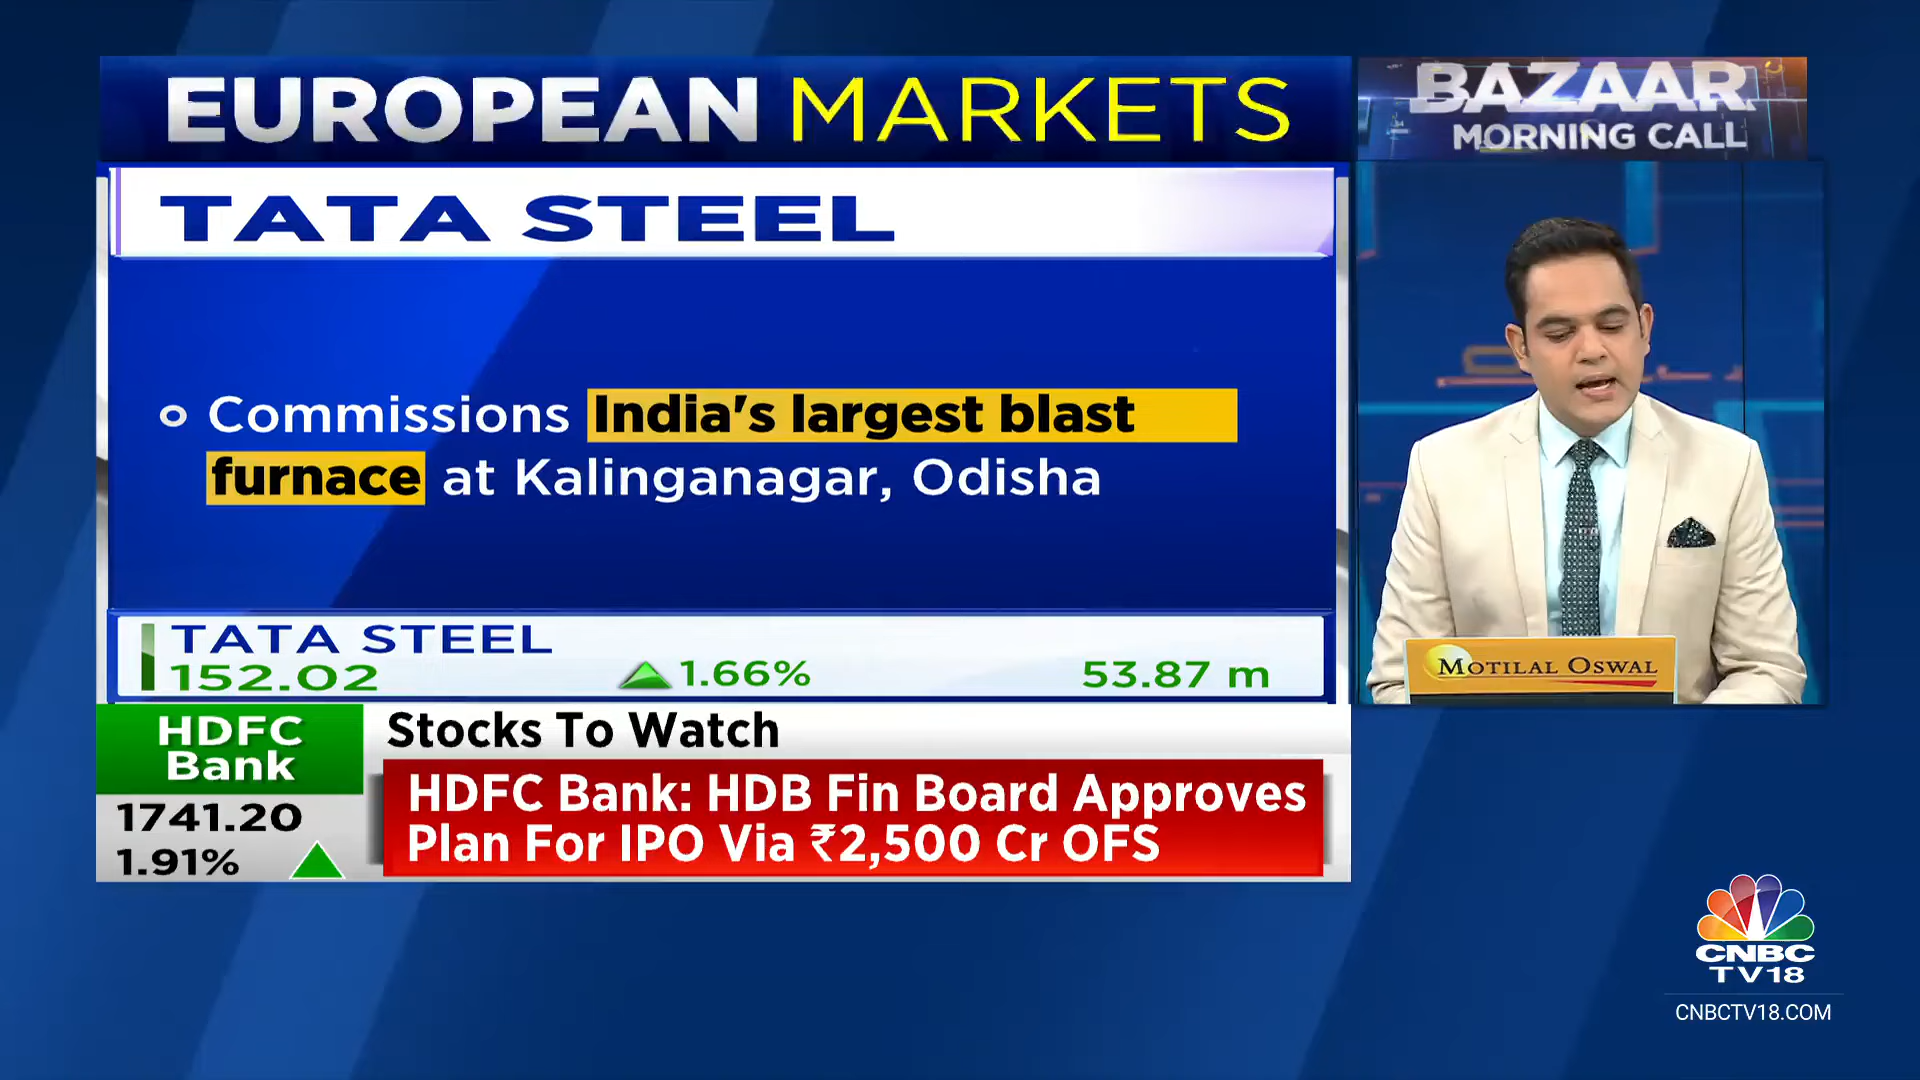 EUROPEAN MARKETS
BAZAAR
MORNING CALL
TATA STEEL
o Commissions India's largest blast
furnace at Kalinganagar, Odisha
TATA STEEL
152.02 1.66% 53.87 m
MOTILAL OSWAL
HDFC
Bank
1741.20
1.91%
Stocks To Watch
HDFC Bank: HDB Fin Board Approves
Plan For IPO Via ₹2,500 Cr OFS
CNBC
TV18
CNBCTV18.COM